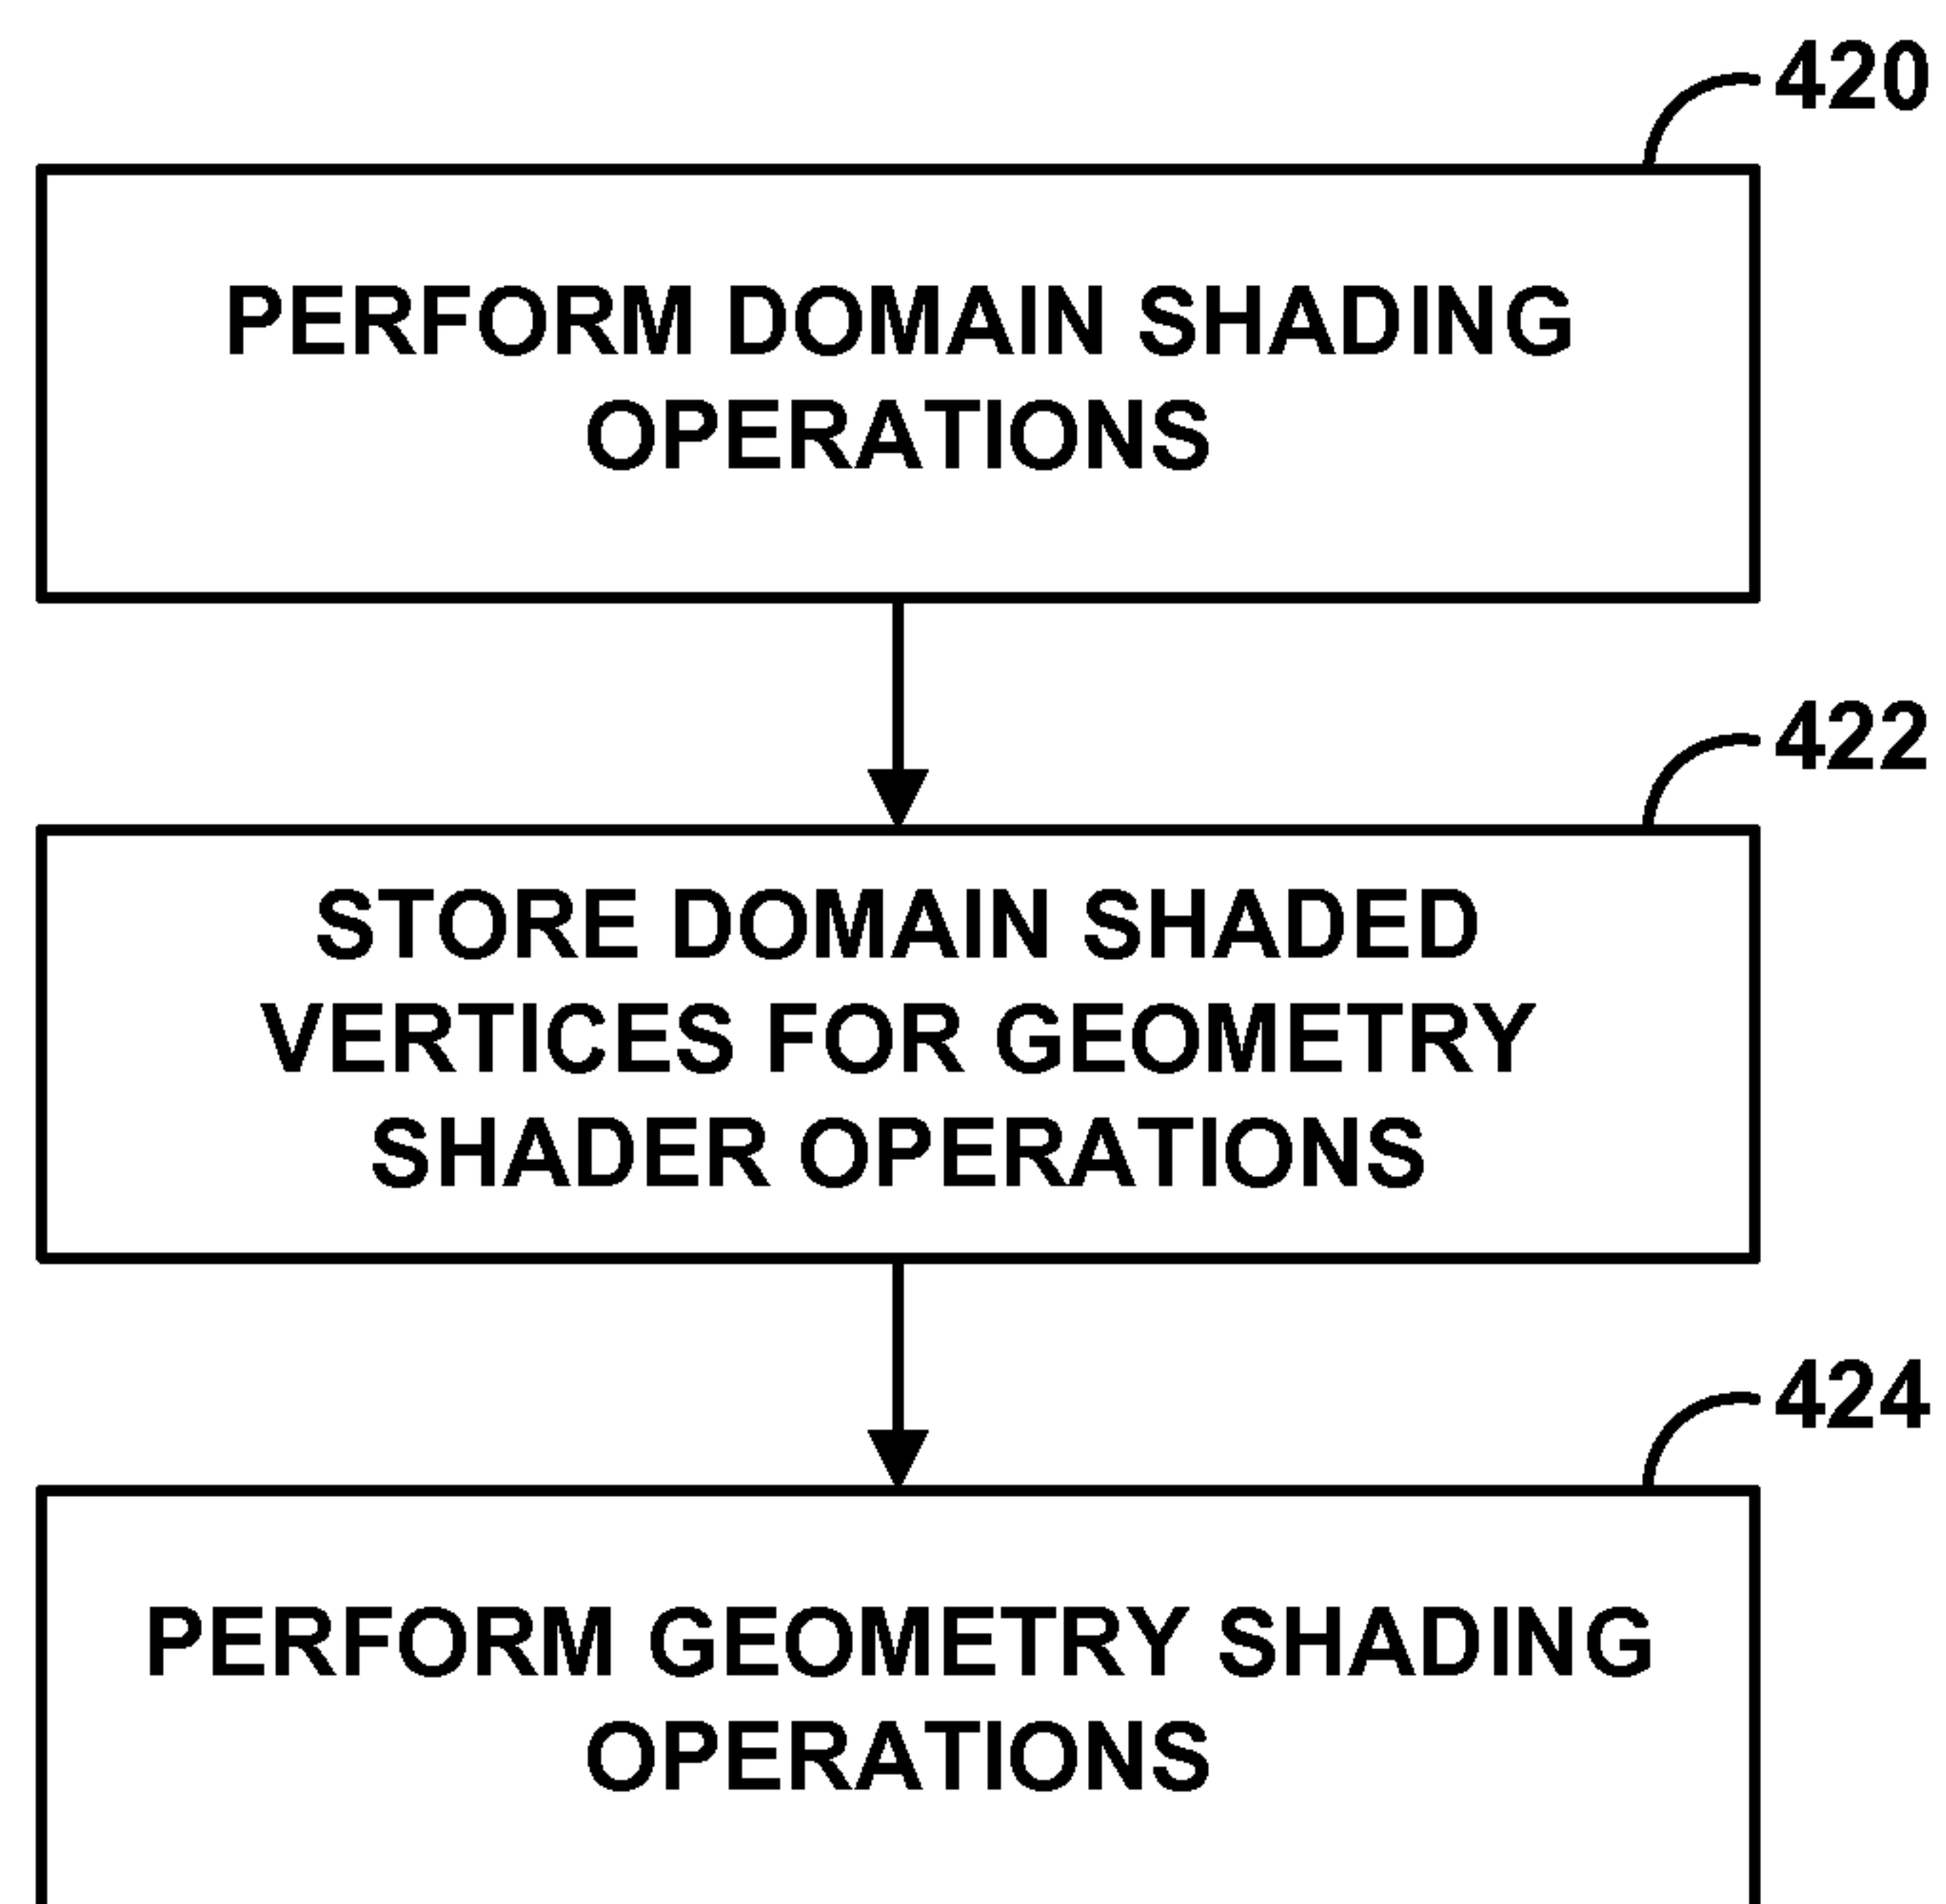 420
PERFORM DOMAIN SHADING
OPERATIONS
422
STORE DOMAIN SHADED
VERTICES FOR GEOMETRY
SHADER OPERATIONS
424
PERFORM GEOMETRY SHADING
OPERATIONS